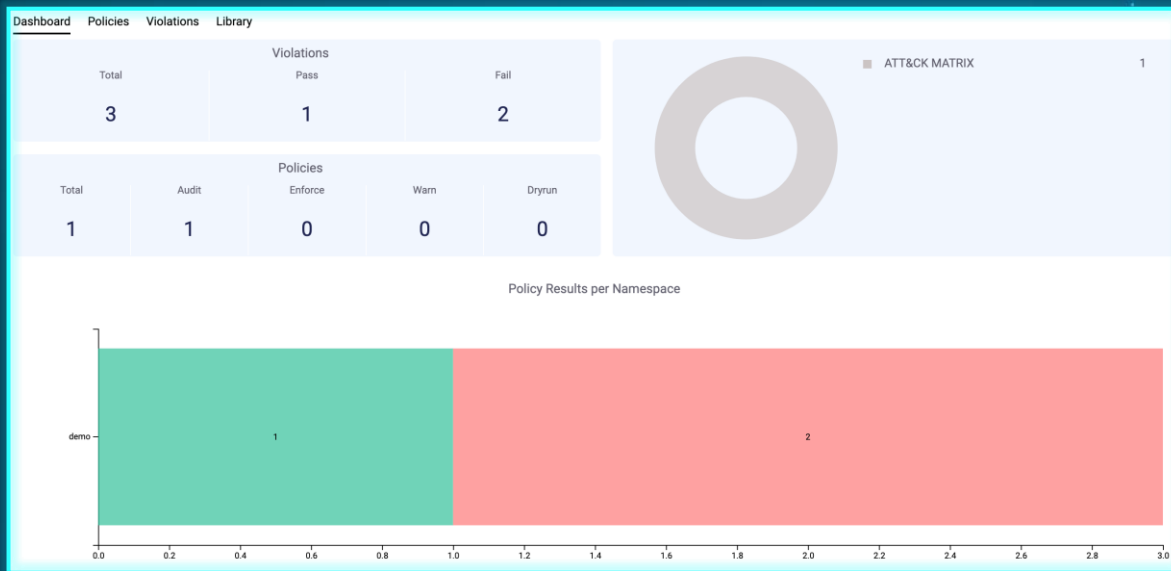 Dashboard Policies Violations Library
Violations
Total Pass Fail
3 1 2
ATT&CK MATRIX 1
Policies
Total Audit Enforce Warn Dryrun
1 1 0 0 0
Policy Results per Namespace
demo 1 2
0.0 0.2 0.4 0.6 0.8 1.0 1.2 1.4 1.6 1.8 2.0 2.2 2.4 2.6 2.8 3.0